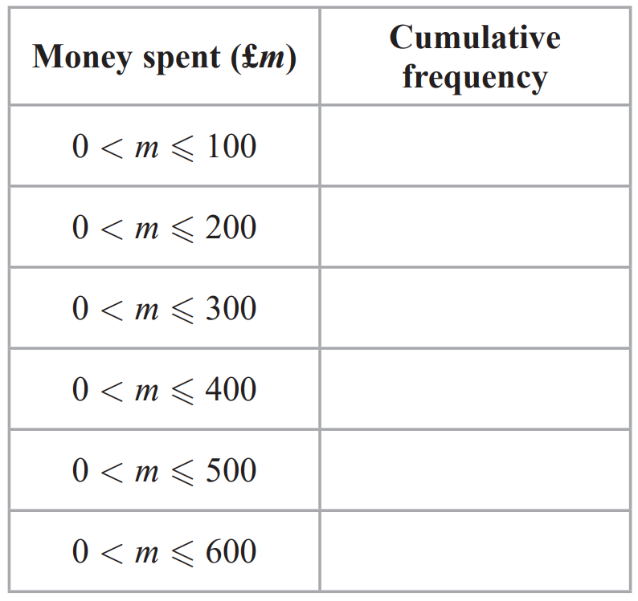 Money spent (£m)
Cumulative
frequency
0 < m ⩽ 100
0 < m ⩽ 200
0 < m ⩽ 300
0 < m ⩽ 400
0 < m ⩽ 500
0 < m ⩽ 600